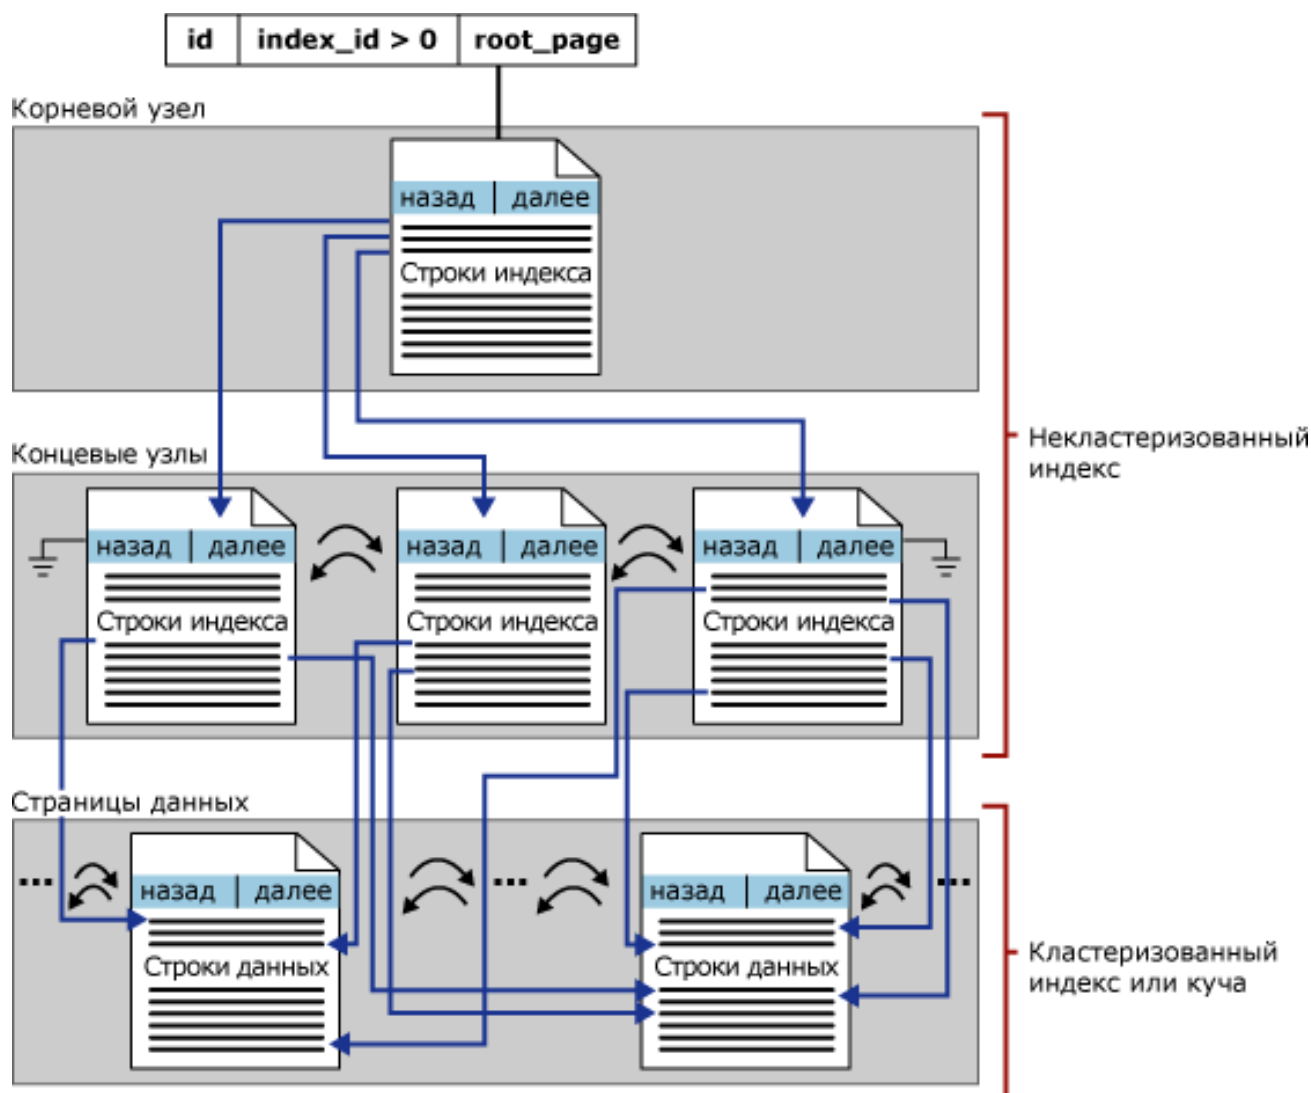 id index_id > 0 root_page
Корневой узел
назад далее
Строки индекса
Некластеризованный
индекс
Концевые узлы
назад далее
Строки индекса
назад далее
Строки индекса
назад далее
Строки индекса
Страницы данных
... ... ...
назад далее
Строки данных
назад далее
Строки данных
Кластеризованный
индекс или куча